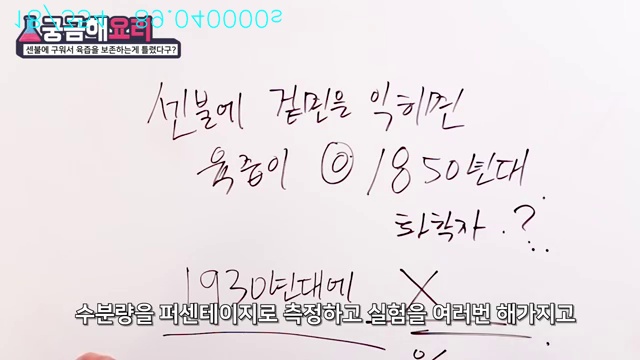 궁금해요리
센불에 구워서 육즙을 보존하는게 틀렸다구?
센불에 겉면을 익히면
육즙이 ◎ 1850년대
화학자.?
1930년대에 X
수분량을 퍼센테이지로 측정하고 실험을 여러번 해가지고
%